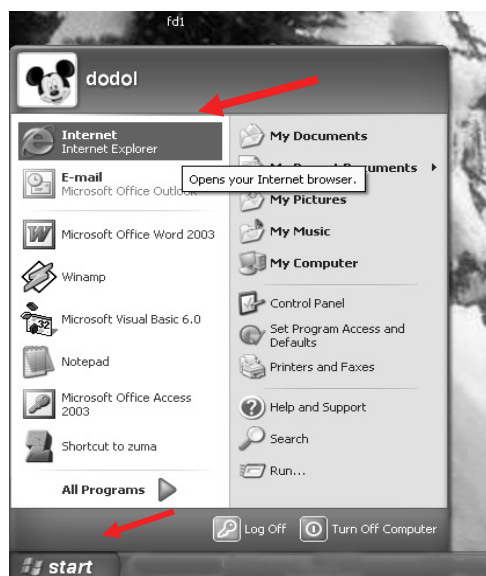 fd1
dodol
Internet
Internet Explorer
My Documents
Documents
Opens your Internet browser.
E-mail
Microsoft Office Outlook
My Pictures
Microsoft Office Word 2003
My Music
My Computer
Winamp
Control Panel
Microsoft Visual Basic 6.0
Set Program Access and
Defaults
Notepad
Printers and Faxes
Microsoft Office Access
2003
Help and Support
Shortcut to zuma
Search
Run...
All Programs
Log Off
Turn Off Computer
start